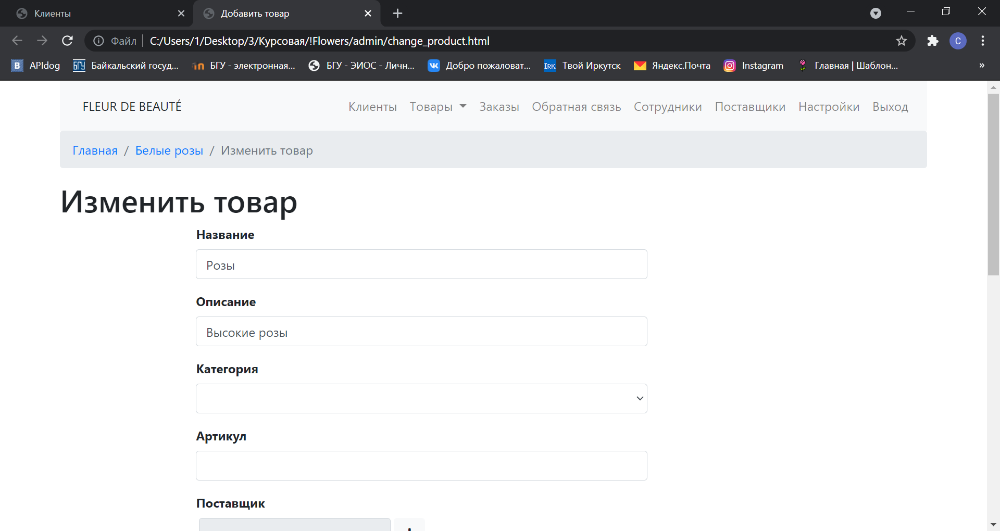 Клиенты
Добавить товар
Файл
C:/Users/1/Desktop/3/Курсовая/!Flowers/admin/change_product.html
С
B APIdog
БГУ Байкальский госуд...
БГУ - электронная...
БГУ - ЭИОС - Личн...
Добро пожаловат...
IRK. Твой Иркутск
Яндекс.Почта
Instagram
Главная | Шаблон...
»
FLEUR DE BEAUTÉ
Клиенты
Товары
Заказы
Обратная связь
Сотрудники
Поставщики
Настройки
Выход
Главная / Белые розы / Изменить товар
Изменить товар
Название
Розы
Описание
Высокие розы
Категория
Артикул
Поставщик